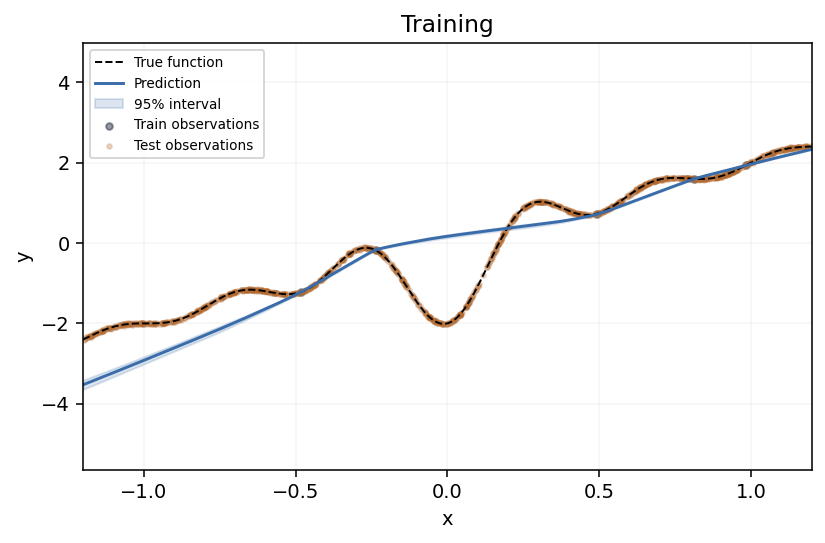 Training
True function
Prediction
95% interval
Train observations
Test observations
4
2
0
−2
−4
y
−1.0 −0.5 0.0 0.5 1.0
x